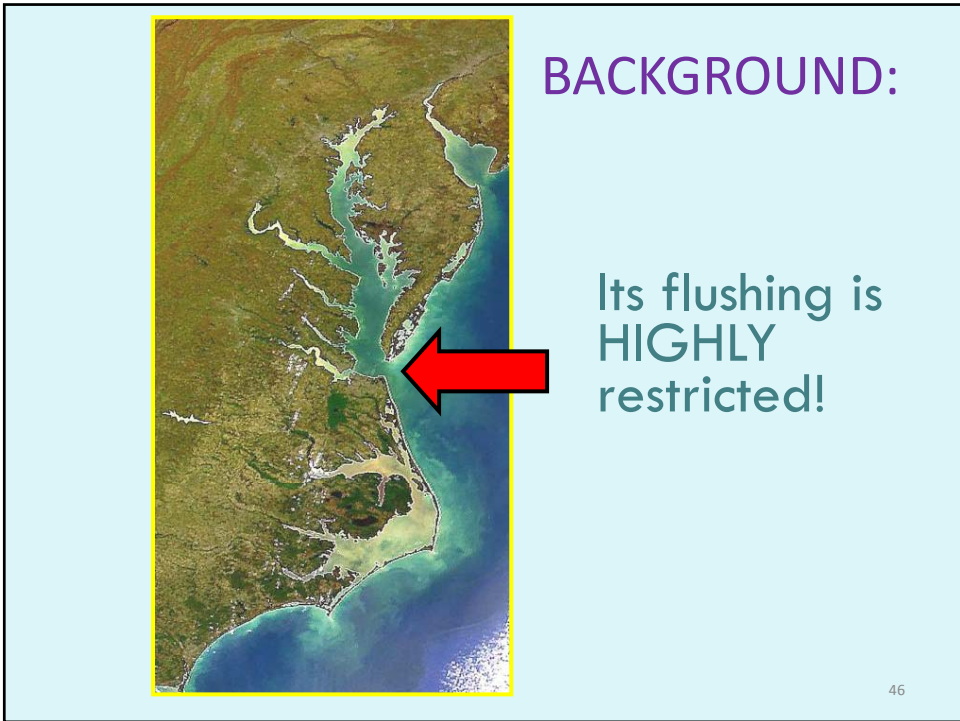 BACKGROUND:
Its flushing is
HIGHLY
restricted!
46